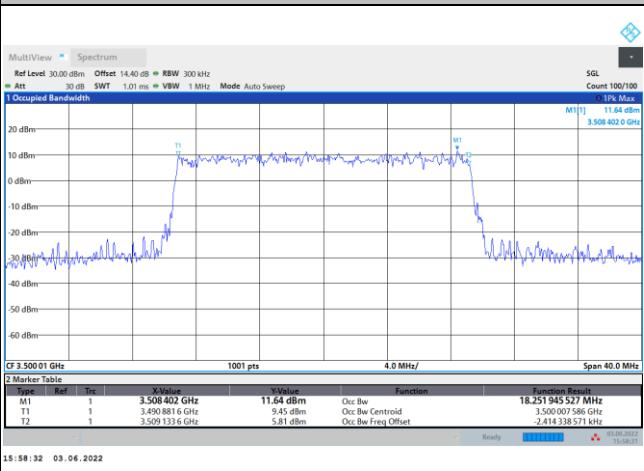 MultiView Spectrum
Ref Level 30.00 dBm Offset 14.40 dB RBW 300 kHz SGL
Att 30 dB SWT 1.01 ms VBW 1 MHz Mode Auto Sweep Count 100/100
1 Occupied Bandwidth 1Pk Max
M1[1] 11.64 dBm
3.508 402 0 GHz
M1
T1
T2
20 dBm
10 dBm
0 dBm
-10 dBm
-20 dBm
-30 dBm
-40 dBm
-50 dBm
-60 dBm
CF 3.500 01 GHz 1001 pts 4.0 MHz/ Span 40.0 MHz
2 Marker Table
Type Ref Trc X-Value Y-Value Function Function Result
M1 1 3.508 402 GHz 11.64 dBm Occ Bw 18.251 945 527 MHz
T1 1 3.490 881 6 GHz 9.45 dBm Occ Bw Centroid 3.500 007 586 GHz
T2 1 3.509 133 6 GHz 5.81 dBm Occ Bw Freq Offset -2.414 338 571 kHz
Ready 03.06.2022
15:58:31
15:58:32 03.06.2022